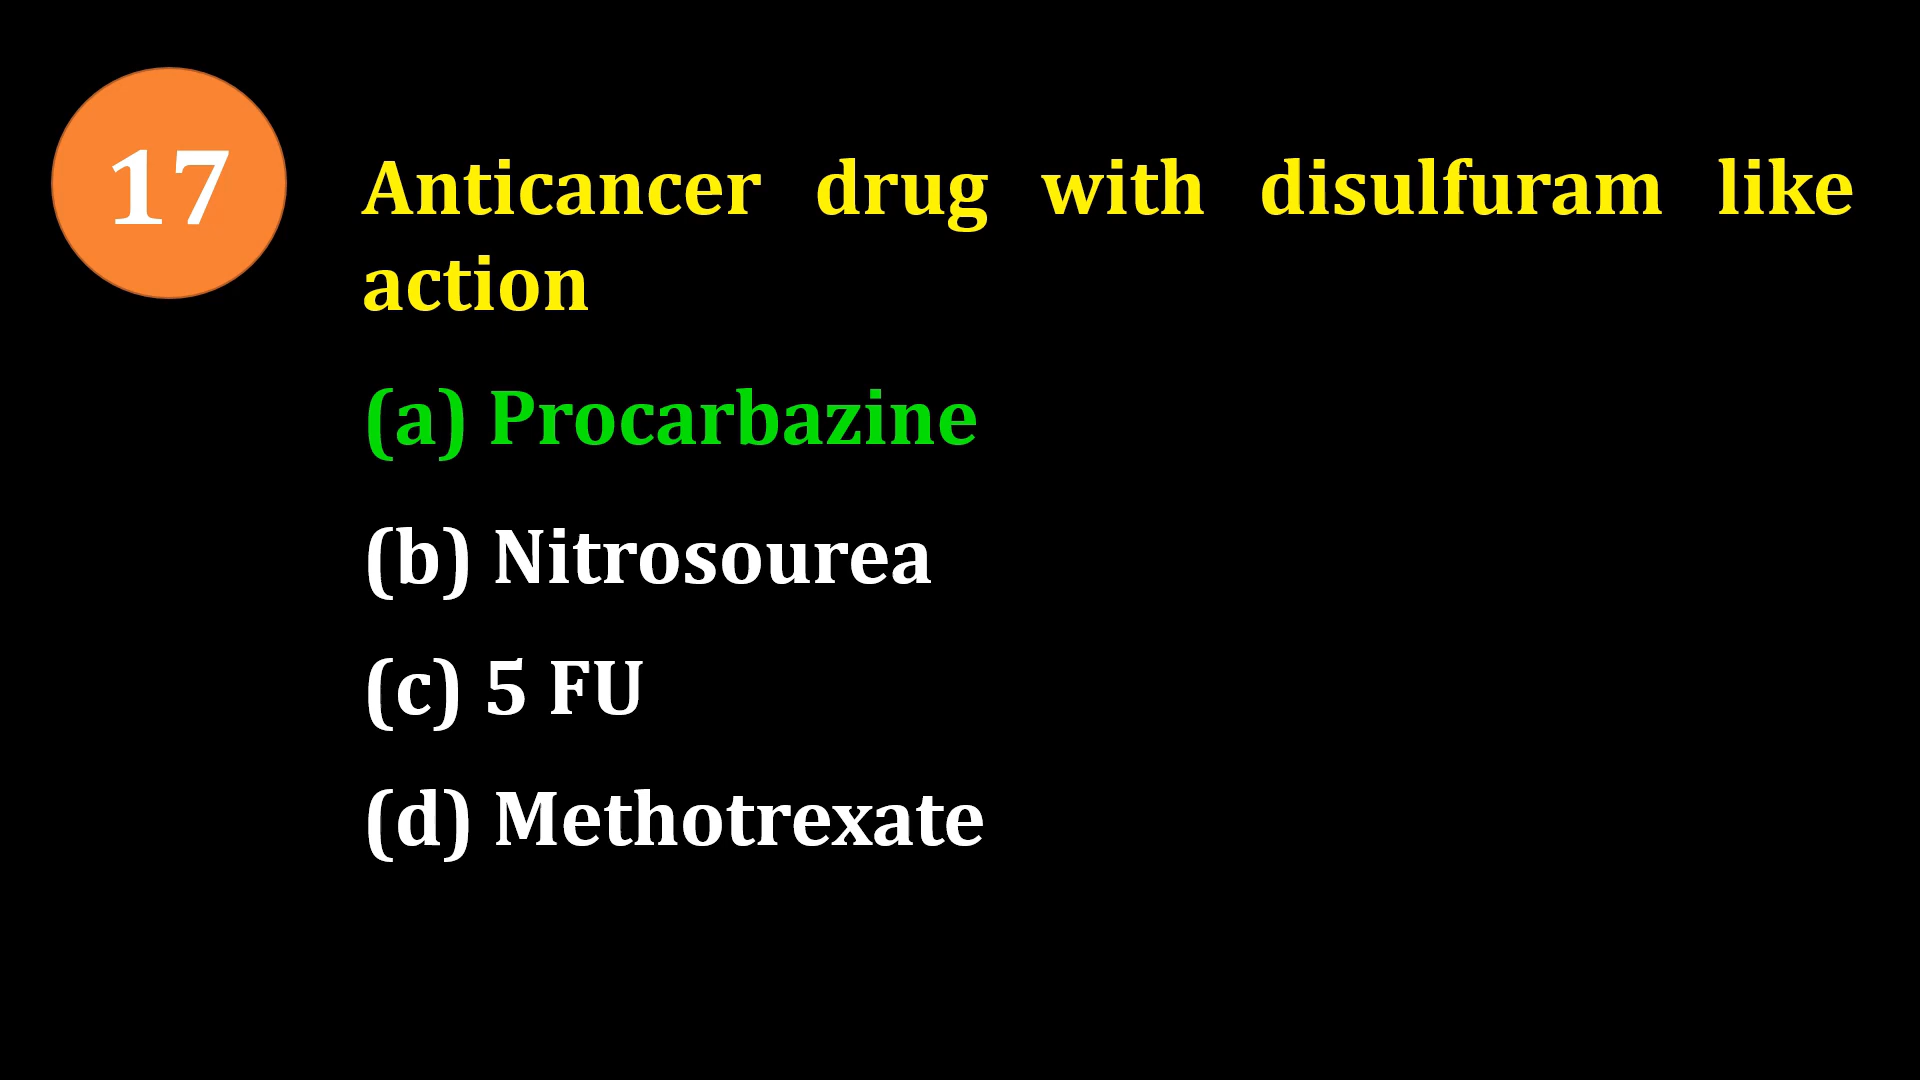 17
Anticancer drug with disulfuram like
action
(a) Procarbazine
(b) Nitrosourea
(c) 5 FU
(d) Methotrexate